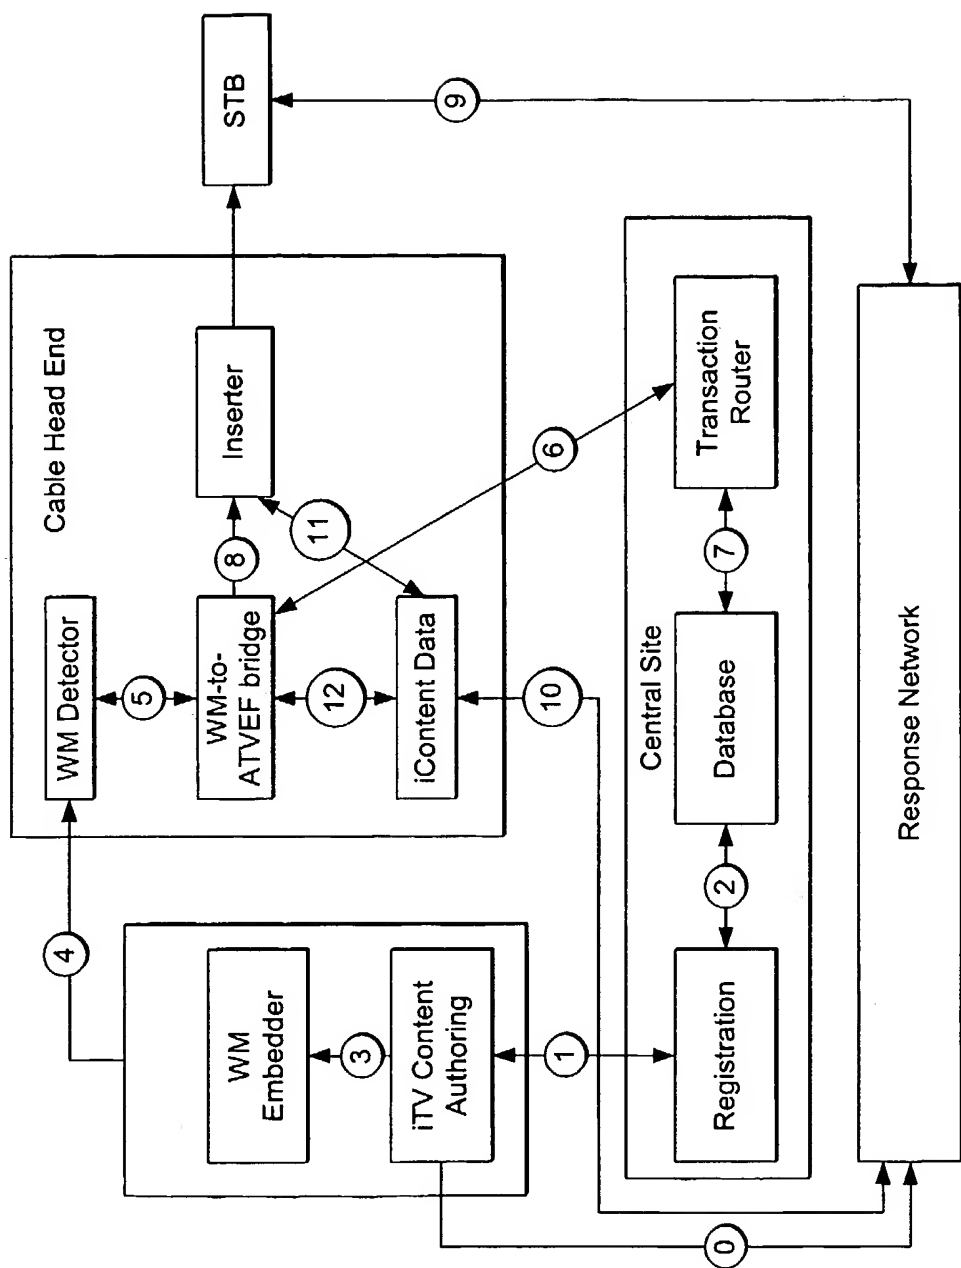 Cable Head End
4
WM Detector
5
WM
Embedder
WM-to-
ATVEF bridge
8
Inserter
STB
11
12
3
iTV Content
Authoring
iContent Data
9
10
6
1
Central Site
Registration
2
Database
7
Transaction
Router
0
Response Network